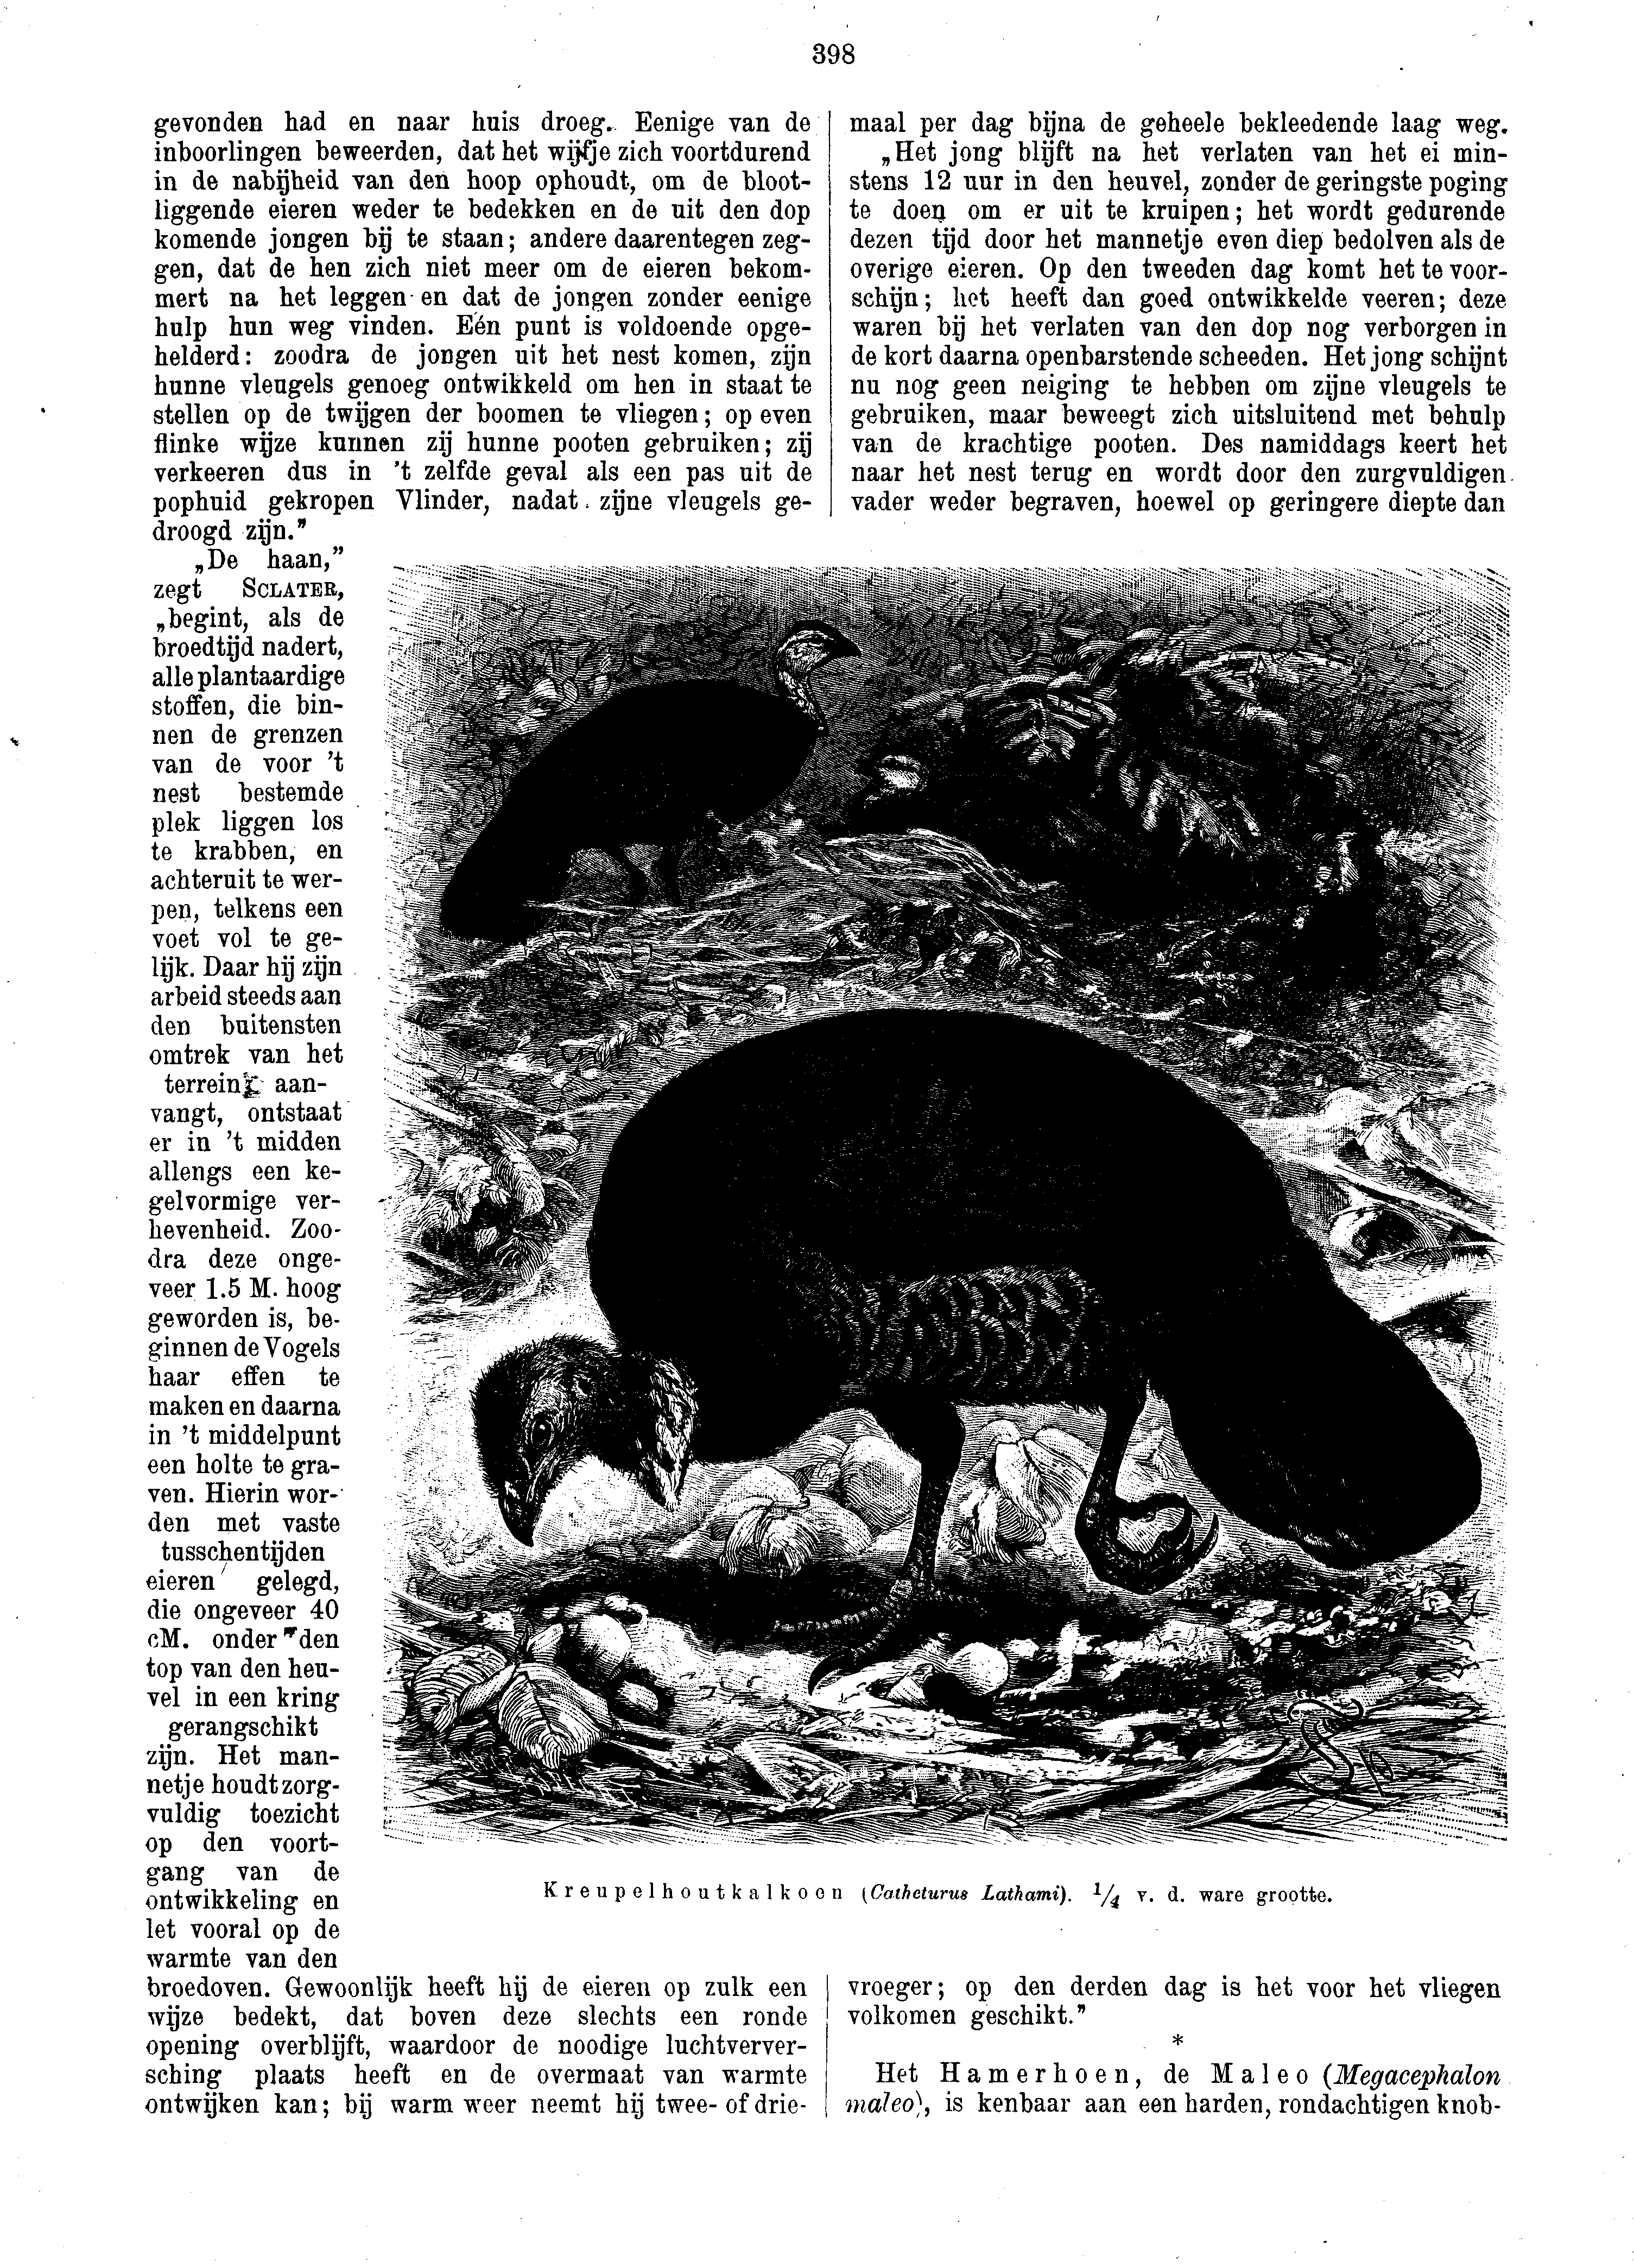 398
gevonden had en naar huis droeg. Eenige van de
inboorlingen beweerden, dat het wijfje zich voortdurend
in de nabijheid van den hoop ophoudt, om de bloot-
liggende eieren weder te bedekken en de uit den dop
komende jongen bij te staan; andere daarentegen zeg-
gen, dat de hen zich niet meer om de eieren bekom-
mert na het leggen en dat de jongen zonder eenige
hulp hun weg vinden. Eén punt is voldoende opge-
helderd: zoodra de jongen uit het nest komen, zijn
hunne vleugels genoeg ontwikkeld om hen in staat te
stellen op de twijgen der boomen te vliegen; op even
flinke wijze kunnen zij hunne pooten gebruiken; zij
verkeeren dus in 't zelfde geval als een pas uit de
pophuid gekropen Vlinder, nadat zijne vleugels ge-
droogd zijn."
„De haan,"
zegt SCLATER,
„begint, als de
broedtijd nadert,
alle plantaardige
stoffen, die bin-
nen de grenzen
van de voor 't
nest bestemde
plek liggen los
te krabben, en
achteruit te wer-
pen, telkens een
voet vol te ge-
lijk. Daar hij zijn
arbeid steeds aan
den buitensten
omtrek van het
terrein aan-
vangt, ontstaat
er in 't midden
allengs een ke-
gelvormige ver-
hevenheid. Zoo-
dra deze onge-
veer 1.5 M. hoog
geworden is, be-
ginnen de Vogels
haar effen te
maken en daarna
in 't middelpunt
een holte te gra-
ven. Hierin wor-
den met vaste
tusschentijden
eieren gelegd,
die ongeveer 40
cM. onder den
top van den heu-
vel in een kring
gerangschikt
zijn. Het man-
netje houdt zorg-
vuldig toezicht
op den voort-
gang van de
ontwikkeling en
let vooral op de
warmte van den
broedoven. Gewoonlijk heeft hij de eieren op zulk een
wijze bedekt, dat boven deze slechts een ronde
opening overblijft, waardoor de noodige luchtverver-
sching plaats heeft en de overmaat van warmte
ontwijken kan; bij warm weer neemt hij twee- of drie-
maal per dag bijna de geheele bekleedende laag weg.
„Het jong blijft na het verlaten van het ei min-
stens 12 uur in den heuvel, zonder de geringste poging
te doen om er uit te kruipen; het wordt gedurende
dezen tijd door het mannetje even diep bedolven als de
overige eieren. Op den tweeden dag komt het te voor-
schijn; het heeft dan goed ontwikkelde veeren; deze
waren bij het verlaten van den dop nog verborgen in
de kort daarna openbarstende scheeden. Het jong schijnt
nu nog geen neiging te hebben om zijne vleugels te
gebruiken, maar beweegt zich uitsluitend met behulp
van de krachtige pooten. Des namiddags keert het
naar het nest terug en wordt door den zurgvuldigen
vader weder begraven, hoewel op geringere diepte dan
Kreupelhoutkalkoen (Catheturus Lathami). 1/4 v. d. ware grootte.
vroeger; op den derden dag is het voor het vliegen
volkomen geschikt."
*
Het Hamerhoen, de Maleo (Megacephalon
maleo), is kenbaar aan een harden, rondachtigen knob-